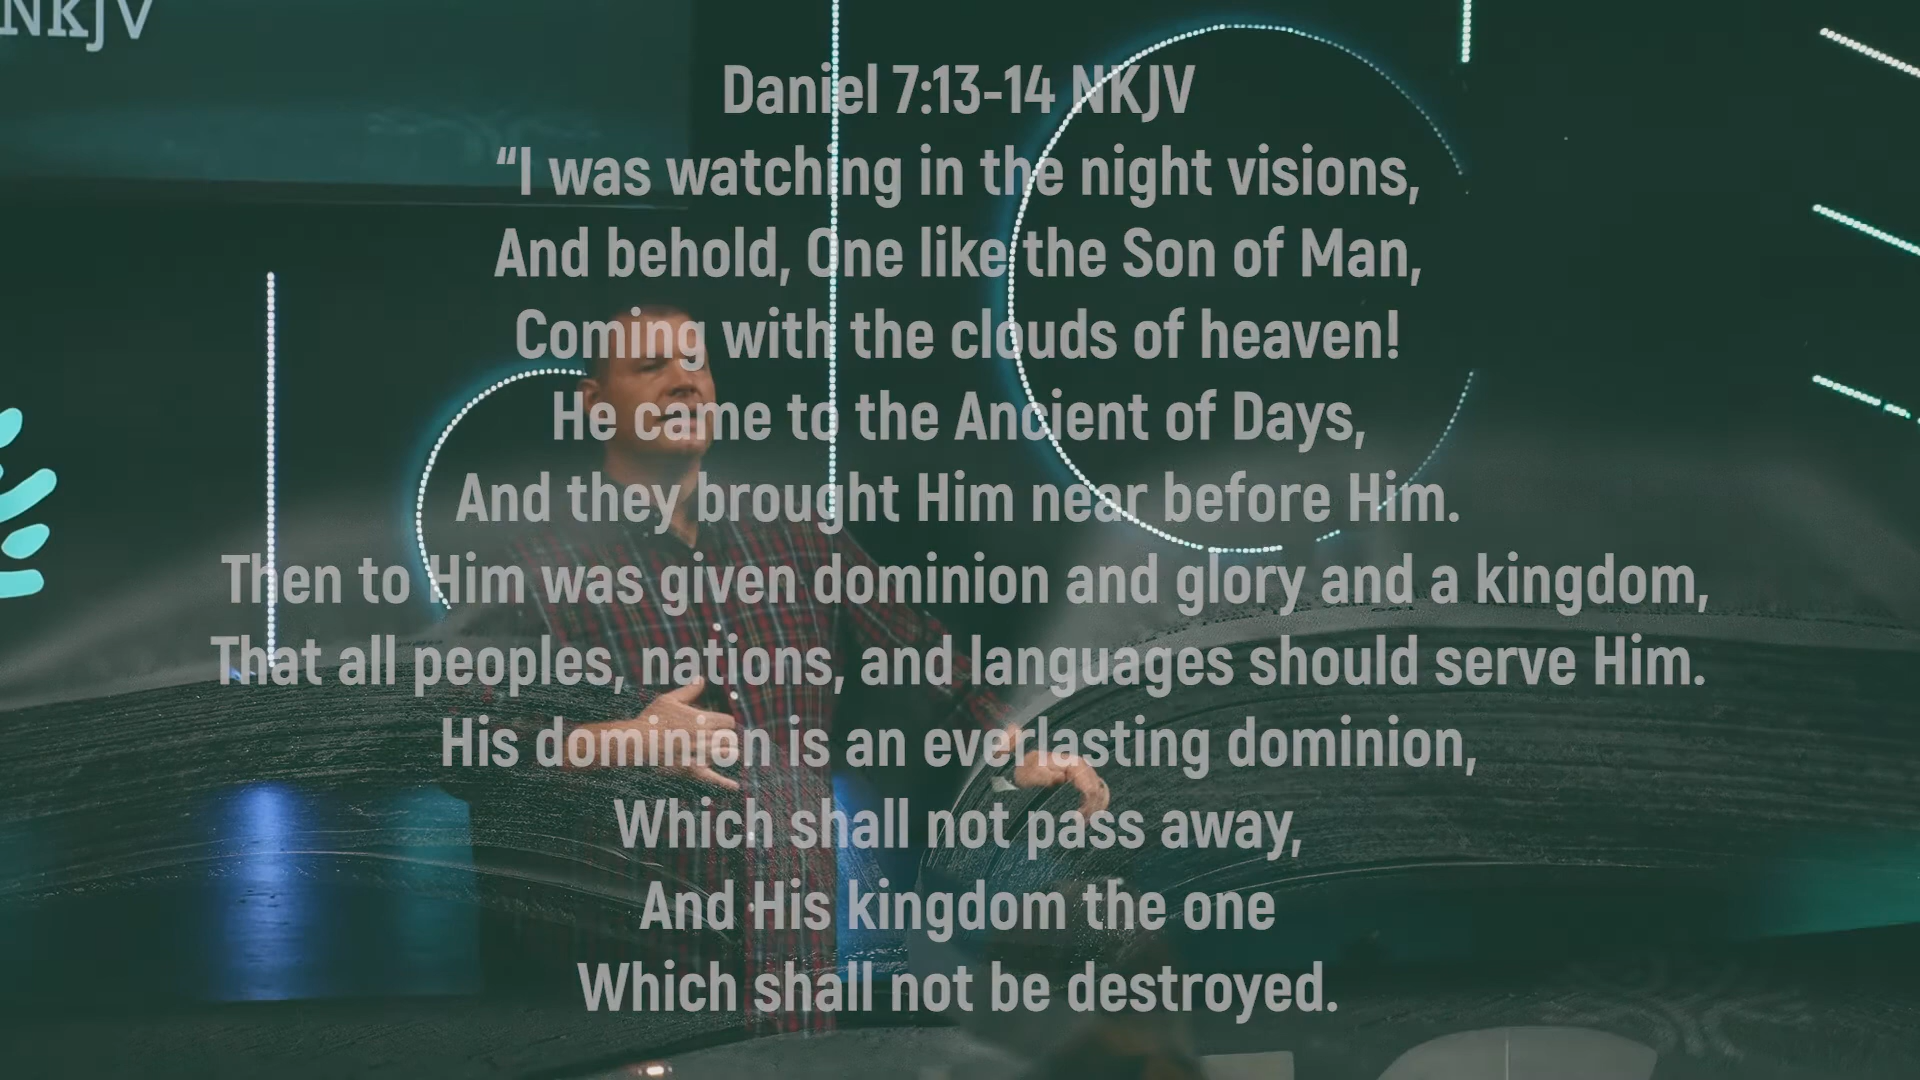 NKJV
Daniel 7:13-14 NKJV
“I was watching in the night visions,
And behold, One like the Son of Man,
Coming with the clouds of heaven!
He came to the Ancient of Days,
And they brought Him near before Him.
Then to Him was given dominion and glory and a kingdom,
That all peoples, nations, and languages should serve Him.
His dominion is an everlasting dominion,
Which shall not pass away,
And His kingdom the one
Which shall not be destroyed.